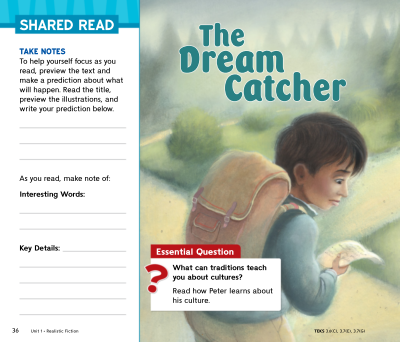 SHARED READ
TAKE NOTES
To help yourself focus as you
read, preview the text and
make a prediction about what
will happen. Read the title,
preview the illustrations, and
write your prediction below.
As you read, make note of:
Interesting Words:
Key Details:
36 Unit 1 • Realistic Fiction
The
Dream
Catcher
Essential Question
?
What can traditions teach
you about cultures?
Read how Peter learns about
his culture.
TEKS 3.6(C), 3.7(E), 3.7(G)